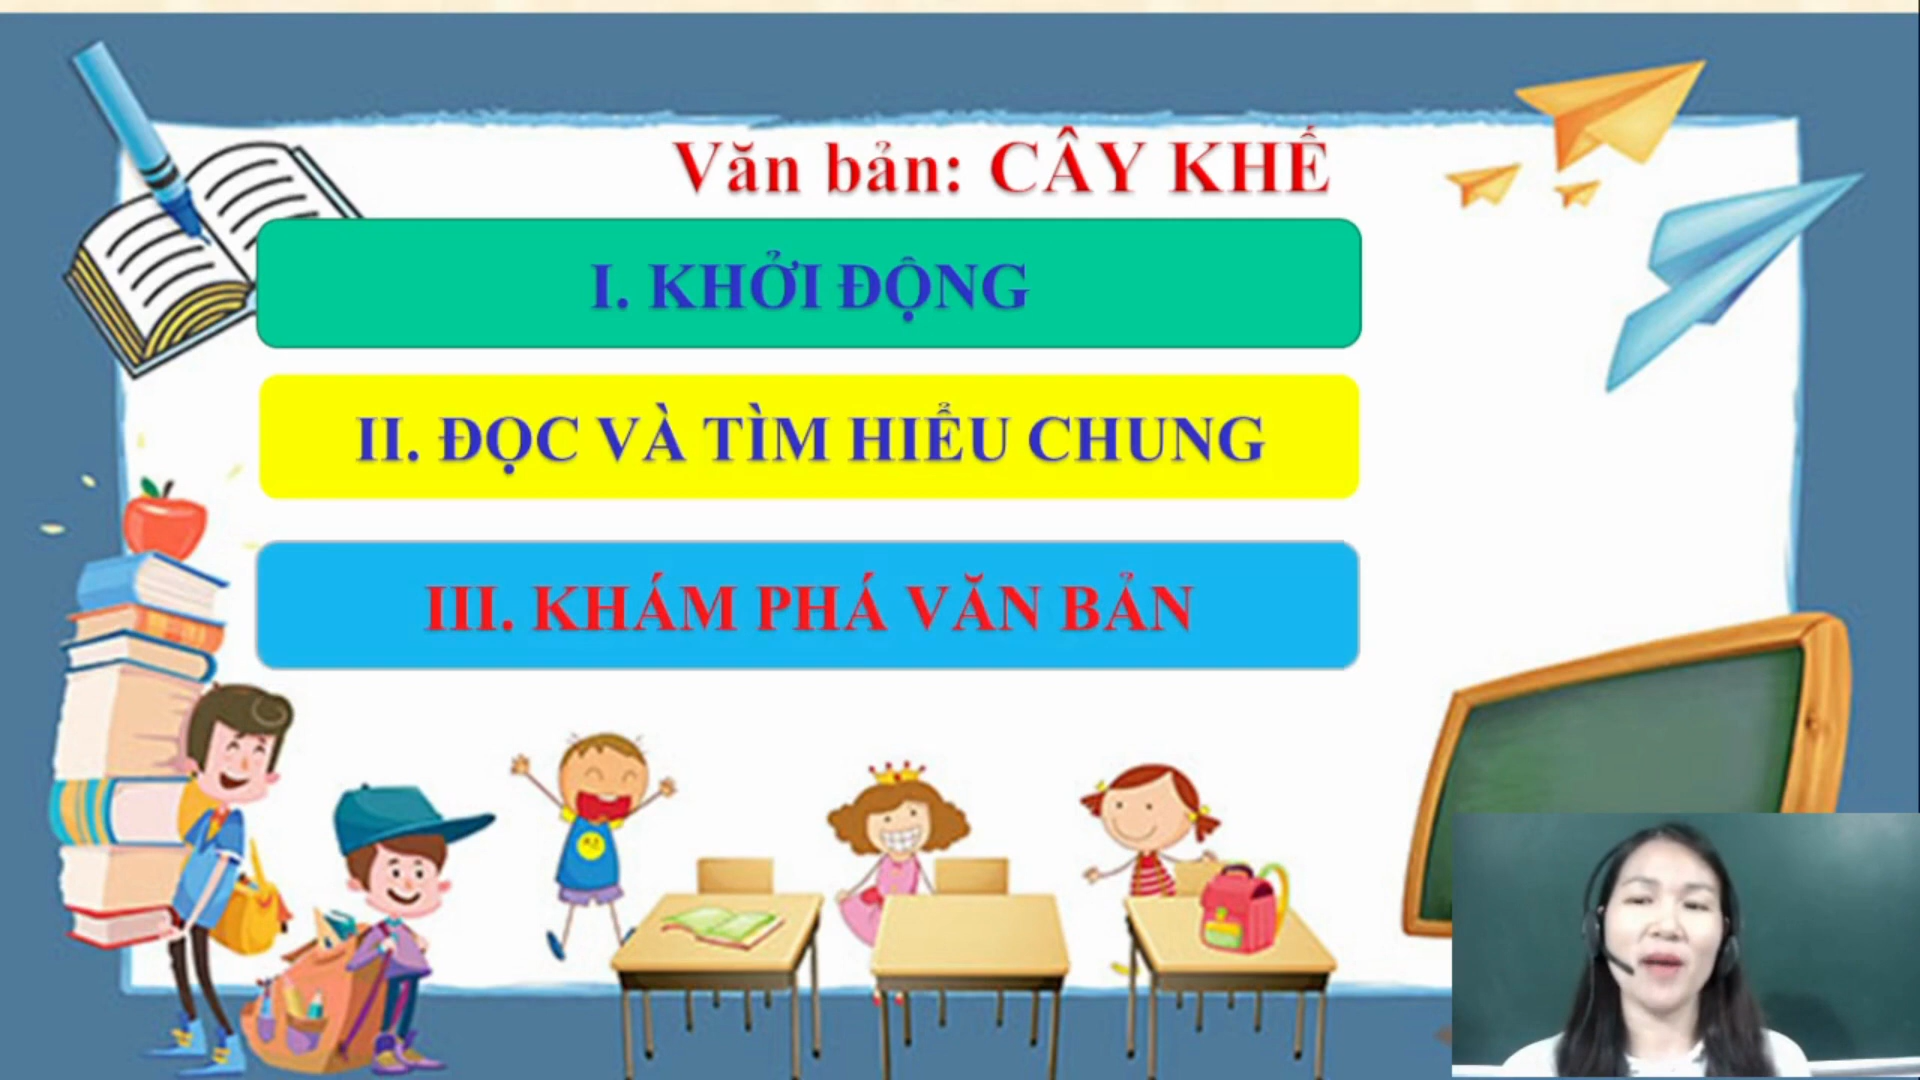 Văn bản: CÂY KHẾ
I. KHỞI ĐỘNG
II. ĐỌC VÀ TÌM HIỂU CHUNG
III. KHÁM PHÁ VĂN BẢN